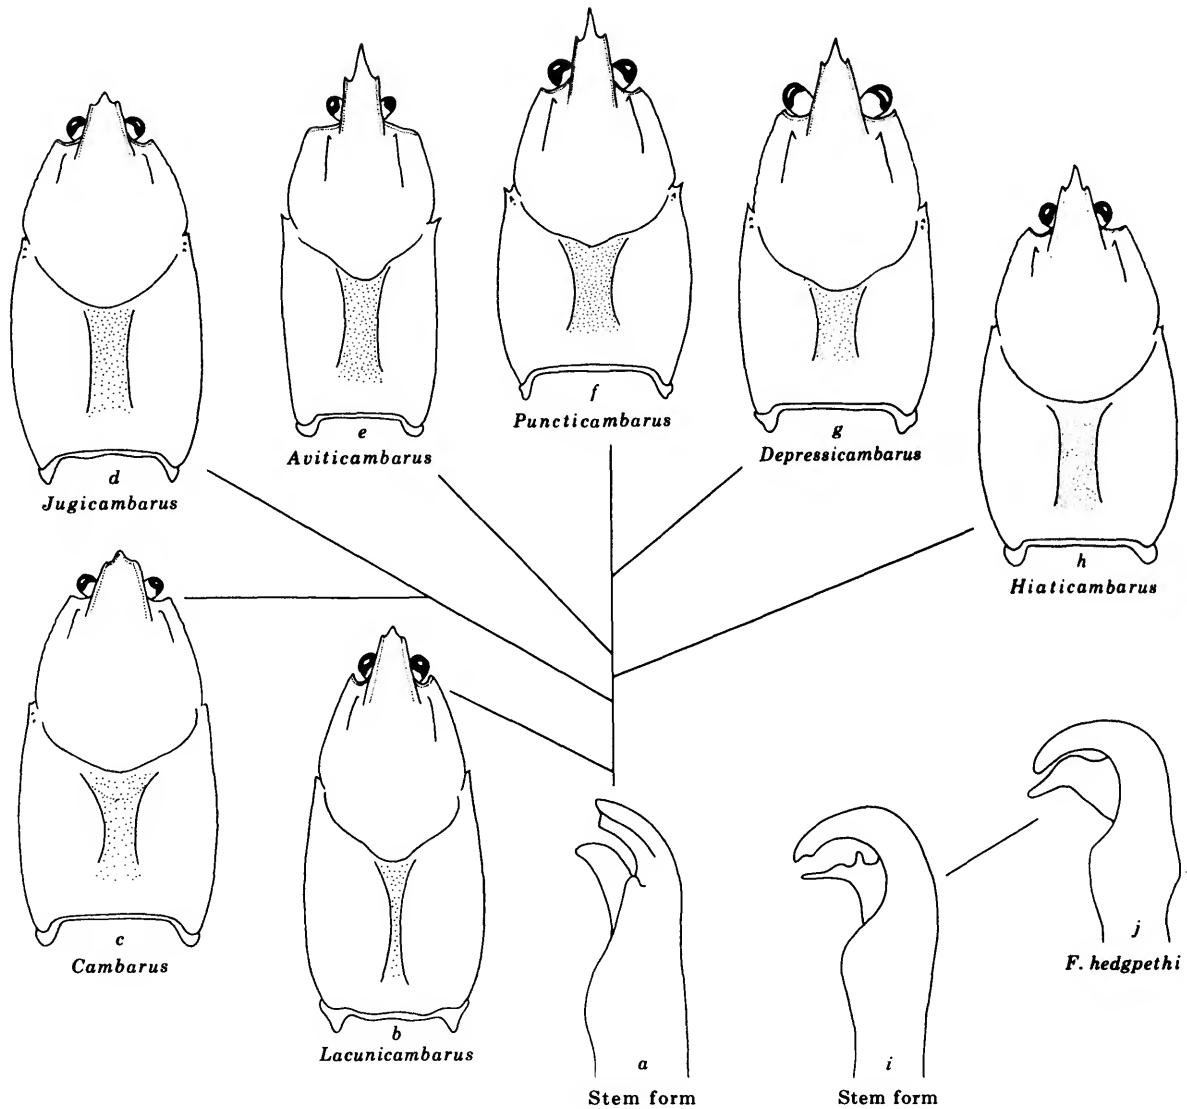 f
Puncticambarus
e
Aviticambarus
g
Depressicambarus
d
Jugicambarus
h
Hiaticambarus
c
Cambarus
b
Lacunicambarus
j
F. hedgpethi
a
Stem form
i
Stem form